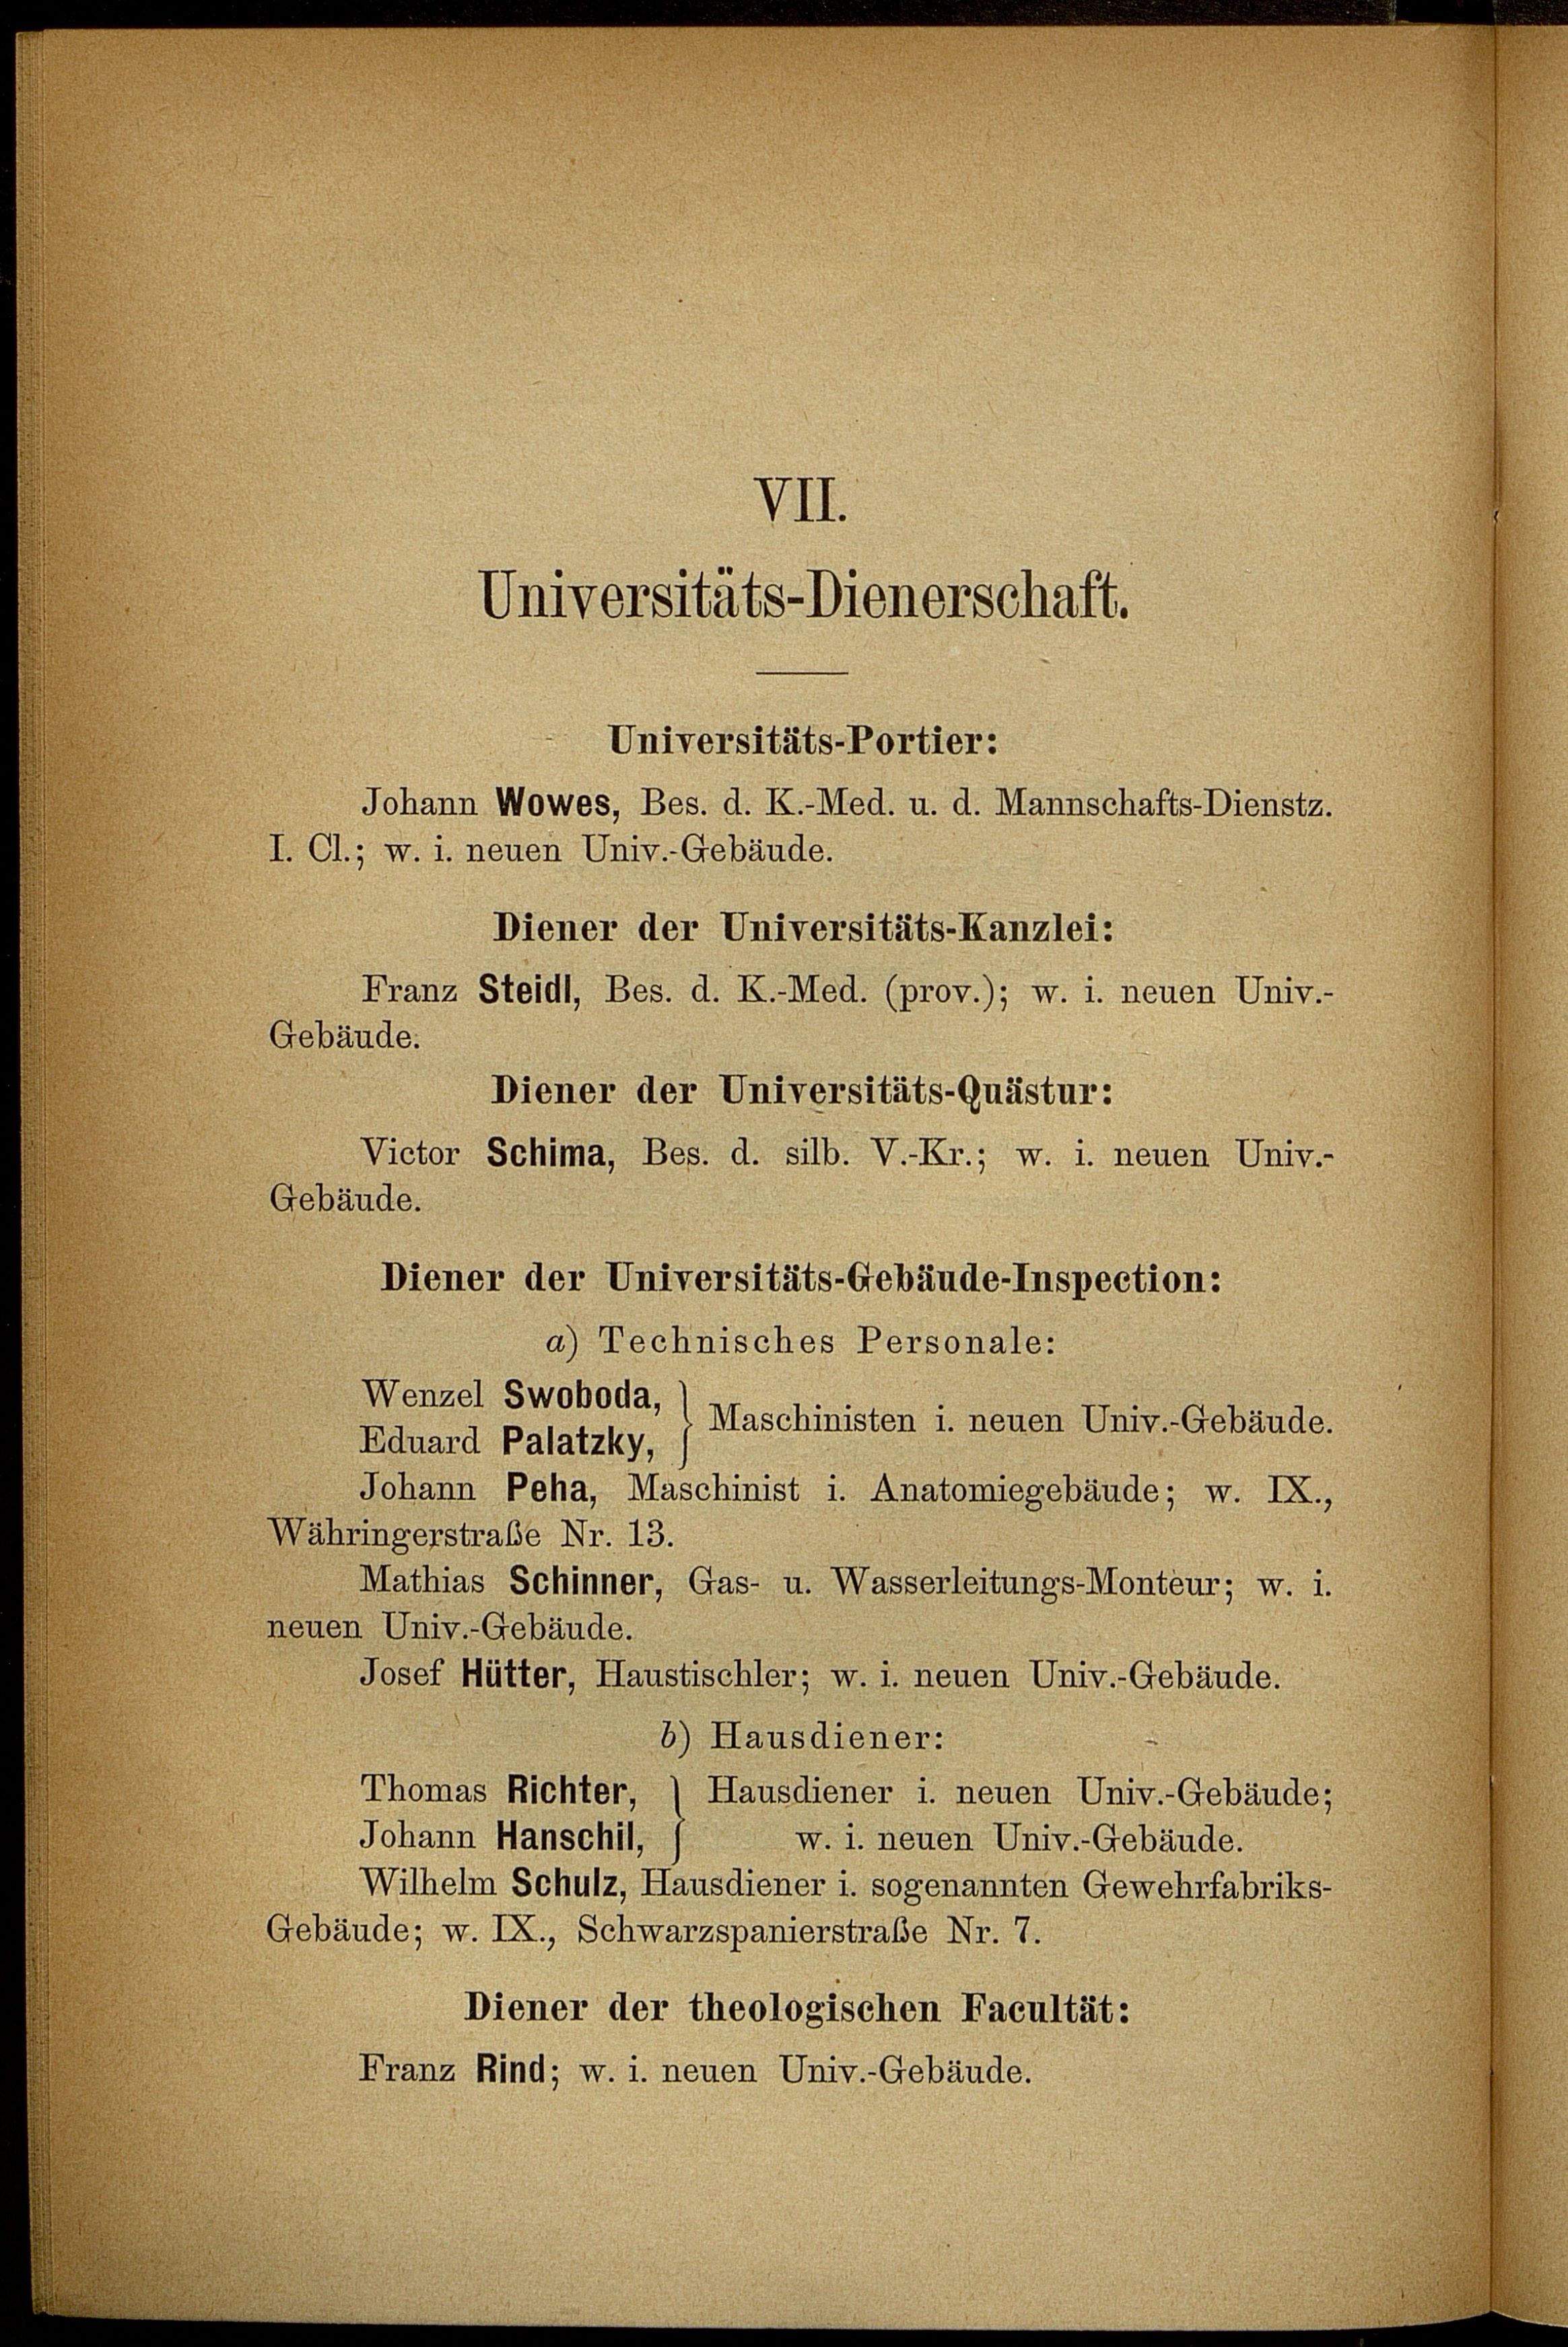 VII.
Universitäts-Dienerschaft.
Universitäts-Portier:
Johann Wowes, Bes. d. K.-Med. u. d. Mannschafts-Dienstz.
I. Cl.; w. i. neuen Univ.-Gebäude.
Diener der Universitäts-Kanzlei:
Franz Steidl, Bes. d. K.-Med. (prov.); w. i. neuen Univ.-
Gebäude.
Diener der Universitäts-Quästur:
Victor Schima, Bes. d. silb. V.-Kr.; w. i. neuen Univ.-
Gebäude.
Diener der Universitäts-Gebäude-Inspection:
a) Technisches Personale:
Wenzel Swoboda,
Eduard Palatzky,
} Maschinisten i. neuen Univ.-Gebäude.
Johann Peha, Maschinist i. Anatomiegebäude; w. IX.,
Währingerstraße Nr. 13.
Mathias Schinner, Gas- u. Wasserleitungs-Monteur; w. i.
neuen Univ.-Gebäude.
Josef Hütter, Haustischler; w. i. neuen Univ.-Gebäude.
b) Hausdiener:
Thomas Richter, } Hausdiener i. neuen Univ.-Gebäude;
Johann Hanschil, w. i. neuen Univ.-Gebäude.
Wilhelm Schulz, Hausdiener i. sogenannten Gewehrfabriks-
Gebäude; w. IX., Schwarzspanierstraße Nr. 7.
Diener der theologischen Facultät:
Franz Rind; w. i. neuen Univ.-Gebäude.